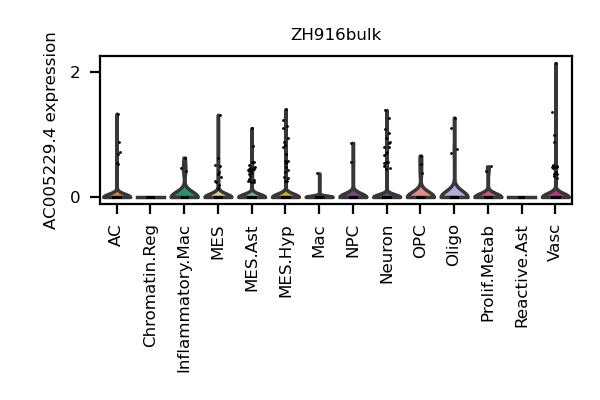 ZH916bulk
AC005229.4 expression
2
0
AC
Chromatin.Reg
Inflammatory.Mac
MES
MES.Ast
MES.Hyp
Mac
NPC
Neuron
OPC
Oligo
Prolif.Metab
Reactive.Ast
Vasc